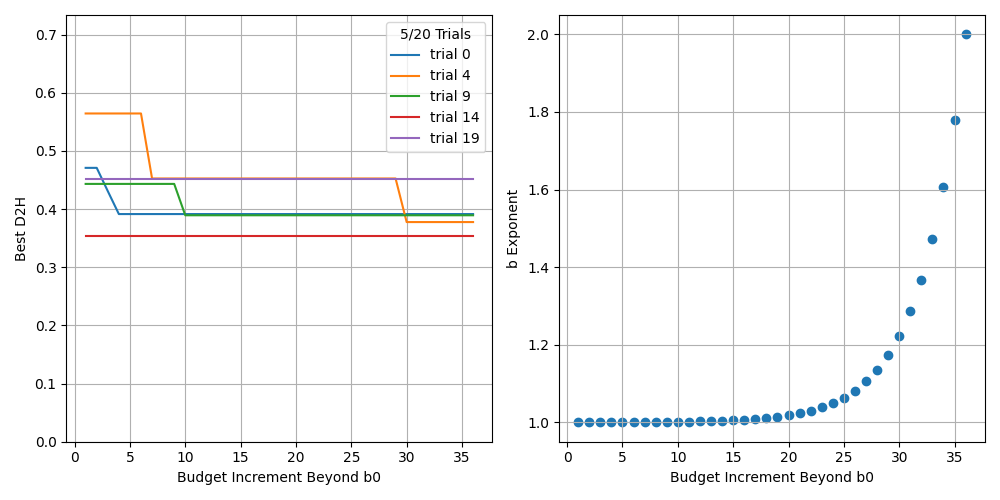 0.7
0.6
0.5
0.4
0.3
0.2
0.1
0.0
Best D2H
0 5 10 15 20 25 30 35
Budget Increment Beyond b0
5/20 Trials
trial 0
trial 4
trial 9
trial 14
trial 19
2.0
1.8
1.6
1.4
1.2
1.0
b Exponent
0 5 10 15 20 25 30 35
Budget Increment Beyond b0